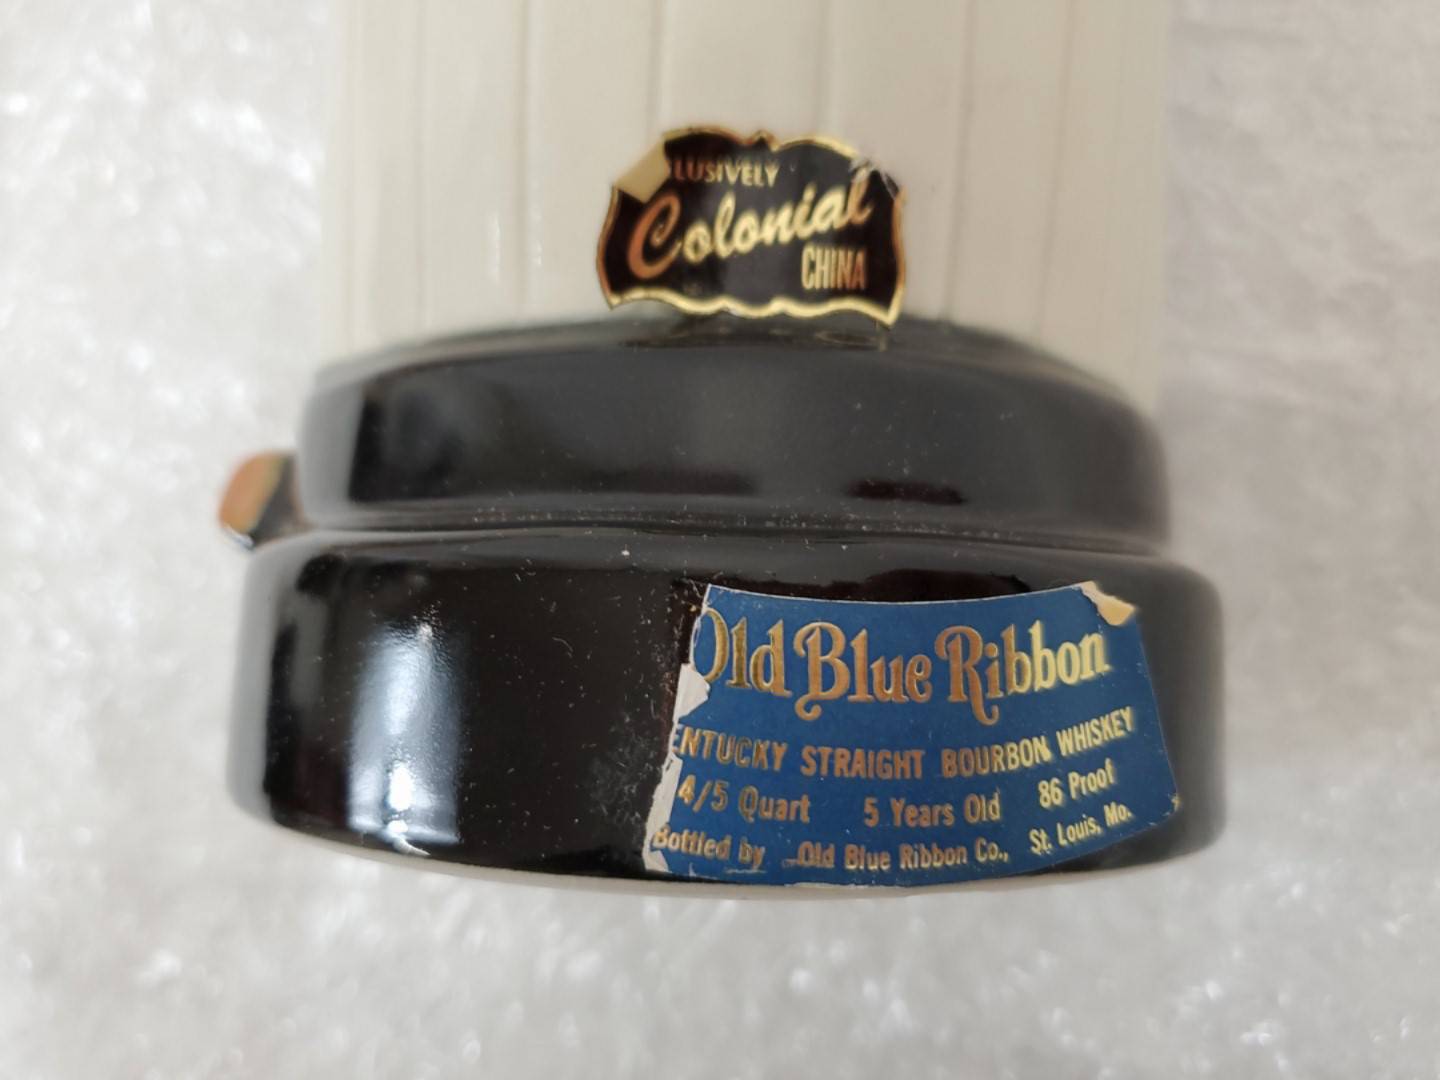 LUSIVELY
Colonial
CHINA
Old Blue Ribbon
ENTUCKY STRAIGHT BOURBON WHISKEY
4/5 Quart 5 Years Old 86 Proof
Bottled by Old Blue Ribbon Co., St. Louis, Mo.